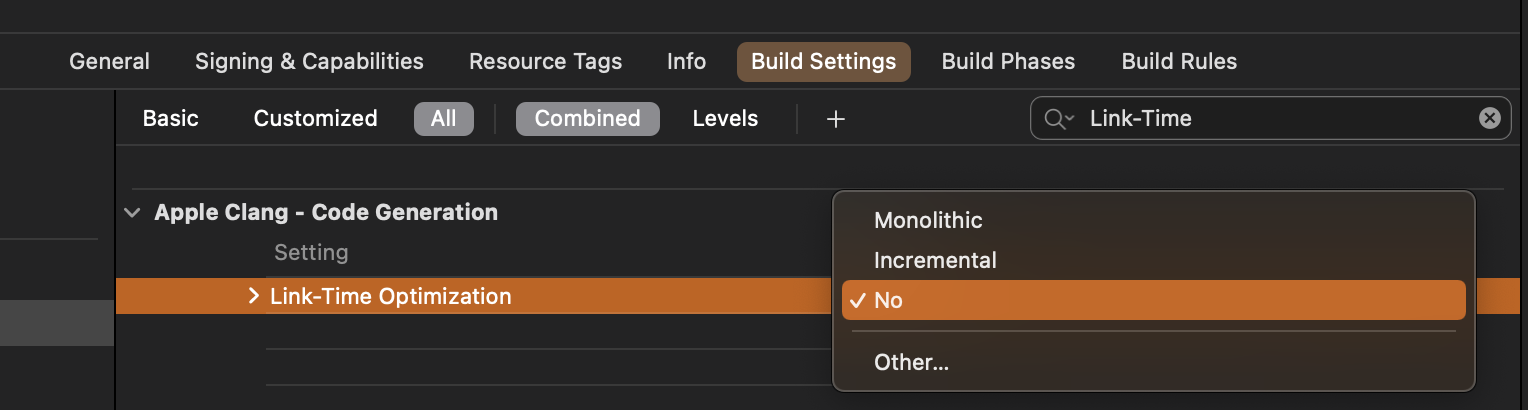 General Signing & Capabilities Resource Tags Info Build Settings Build Phases Build Rules
Basic Customized All Combined Levels + Link-Time
Apple Clang - Code Generation
Setting
Link-Time Optimization
Monolithic
Incremental
No
Other...